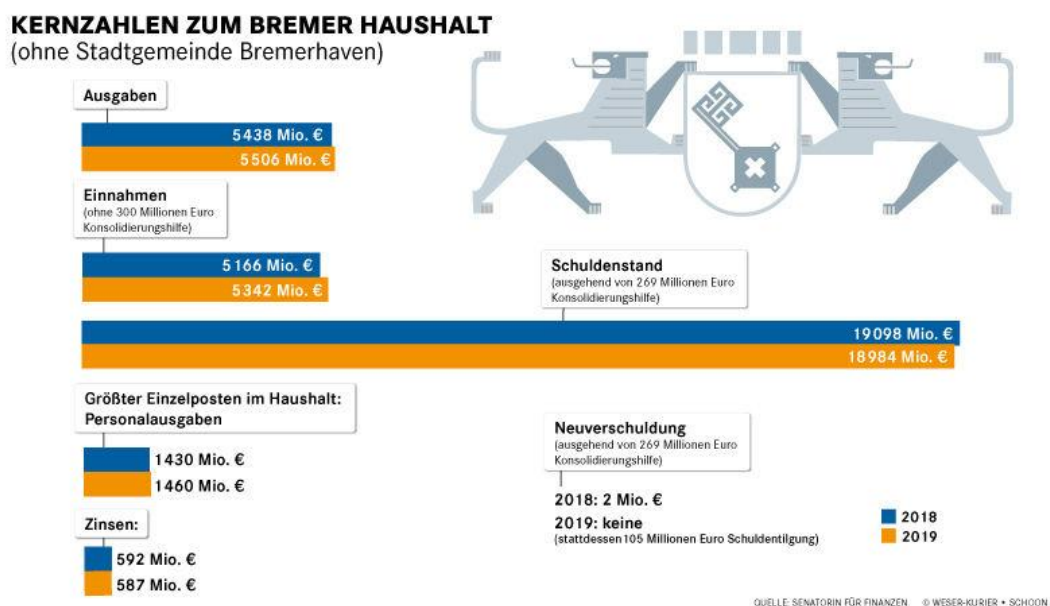 KERNZAHLEN ZUM BREMER HAUSHALT
(ohne Stadtgemeinde Bremerhaven)
Ausgaben
5438 Mio. €
5506 Mio. €
Einnahmen
(ohne 300 Millionen Euro
Konsolidierungshilfe)
5166 Mio. €
5342 Mio. €
Schuldenstand
(ausgehend von 269 Millionen Euro
Konsolidierungshilfe)
19098 Mio. €
18984 Mio. €
Größter Einzelposten im Haushalt:
Personalausgaben
1430 Mio. €
1460 Mio. €
Zinsen:
592 Mio. €
587 Mio. €
Neuverschuldung
(ausgehend von 269 Millionen Euro
Konsolidierungshilfe)
2018: 2 Mio. €
2019: keine
(stattdessen 105 Millionen Euro Schuldentilgung)
2018
2019
QUELLE: SENATORIN FÜR FINANZEN © WESER-KURIER • SCHOON